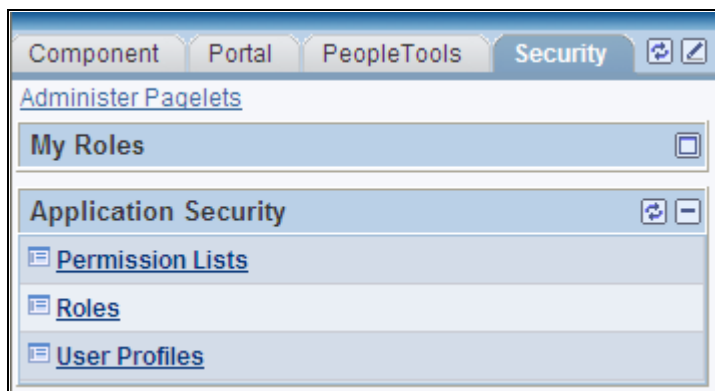 Component Portal PeopleTools Security
Administer Pagelets
My Roles
Application Security
Permission Lists
Roles
User Profiles